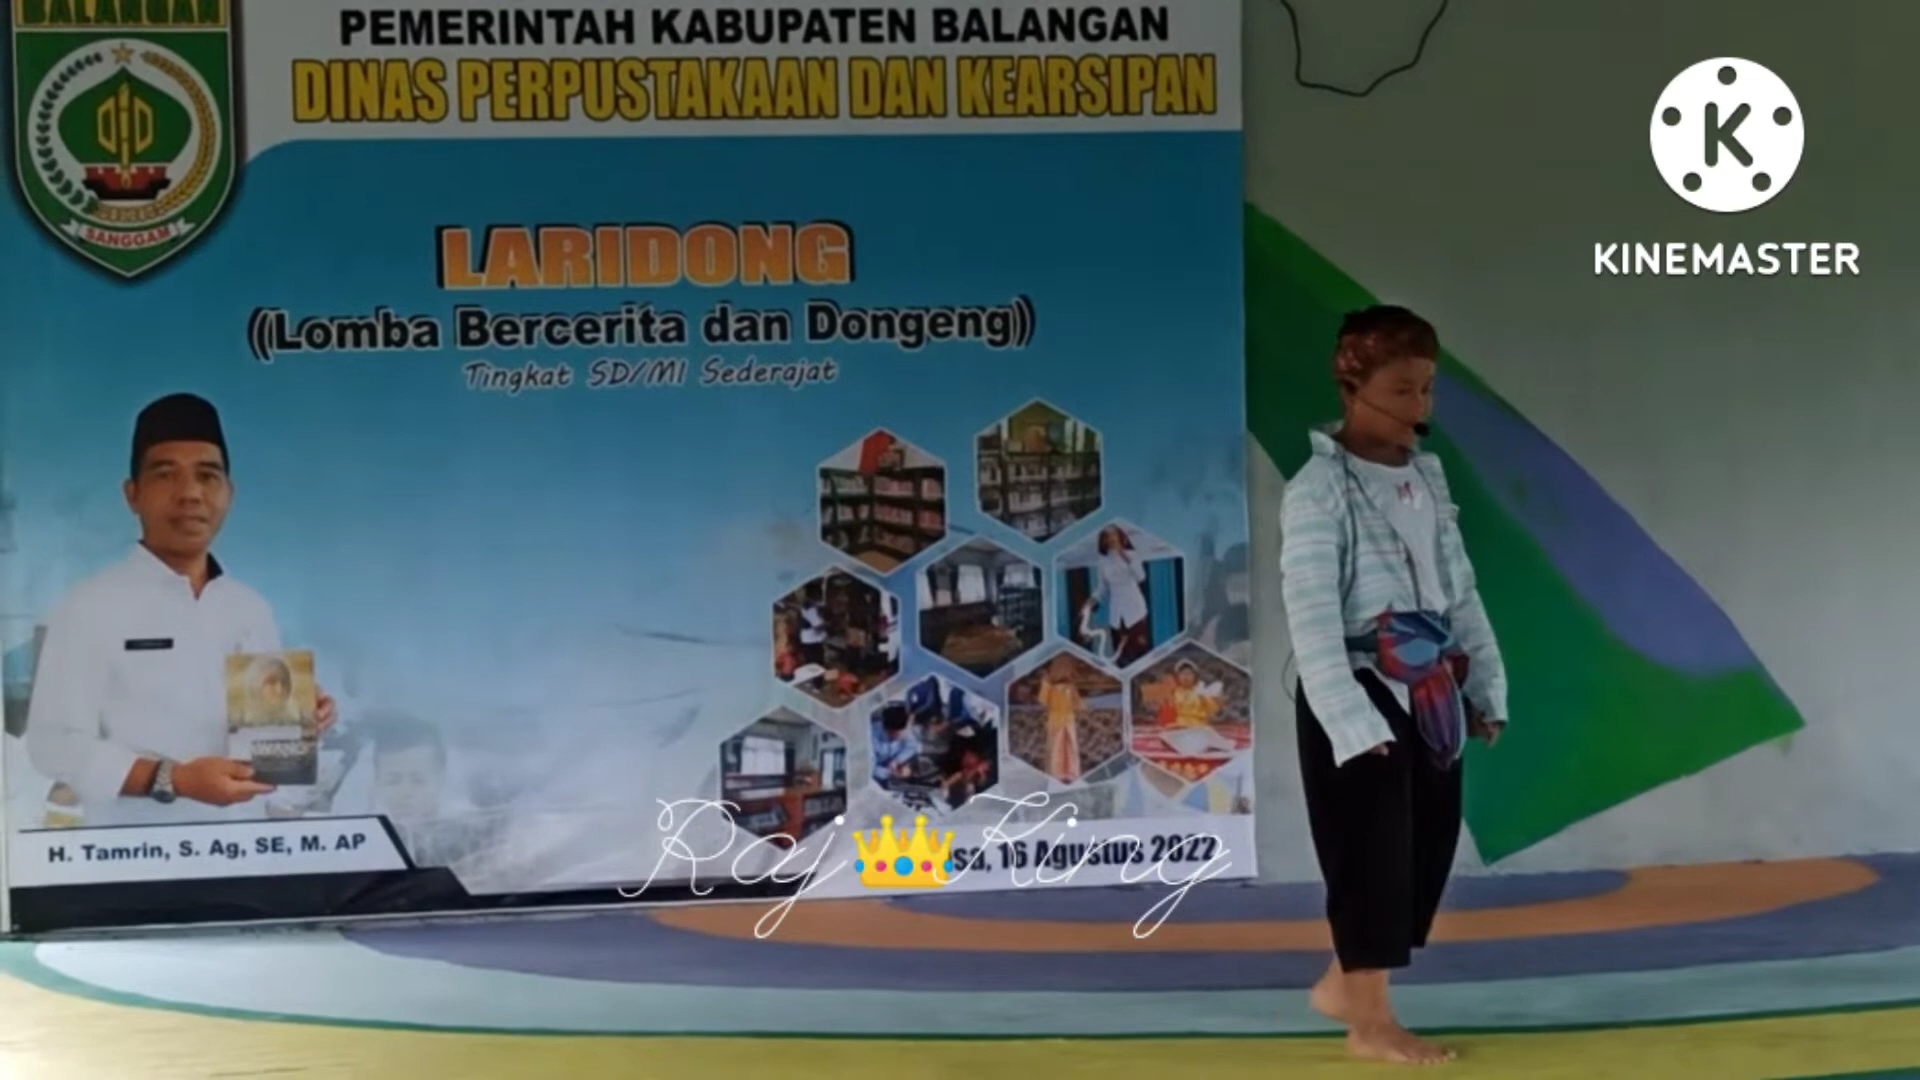 BALANGAN
PEMERINTAH KABUPATEN BALANGAN
DINAS PERPUSTAKAAN DAN KEARSIPAN
SANGGAM
LARIDONG
(Lomba Bercerita dan Dongeng)
Tingkat SD/MI Sederajat
K
KINEMASTER
H. Tamrin, S. Ag, SE, M. AP
16 Agustus 2022
Raj King